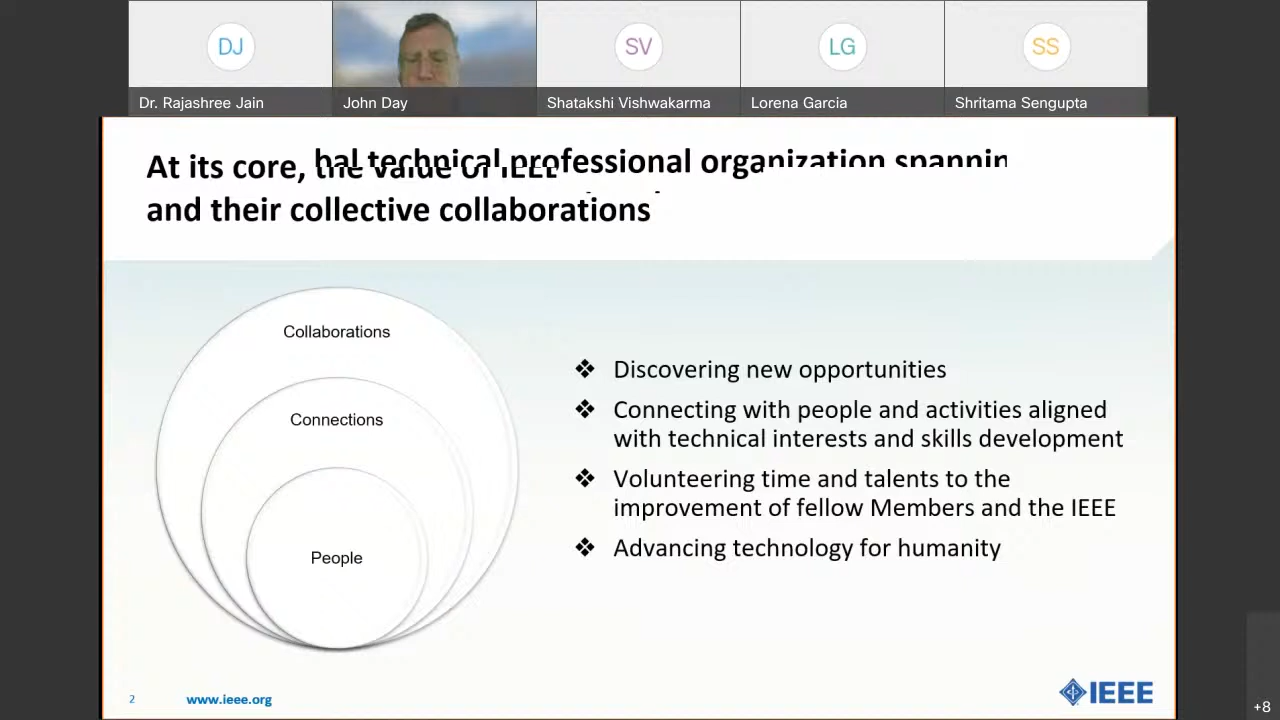 DJ
SV
LG
SS
Dr. Rajashree Jain
John Day
Shatakshi Vishwakarma
Lorena Garcia
Shritama Sengupta
At its core, technical professional organization
and their collective collaborations
Collaborations
Connections
People
❖ Discovering new opportunities
❖ Connecting with people and activities aligned
with technical interests and skills development
❖ Volunteering time and talents to the
improvement of fellow Members and the IEEE
❖ Advancing technology for humanity
2
www.ieee.org
IEEE
+8